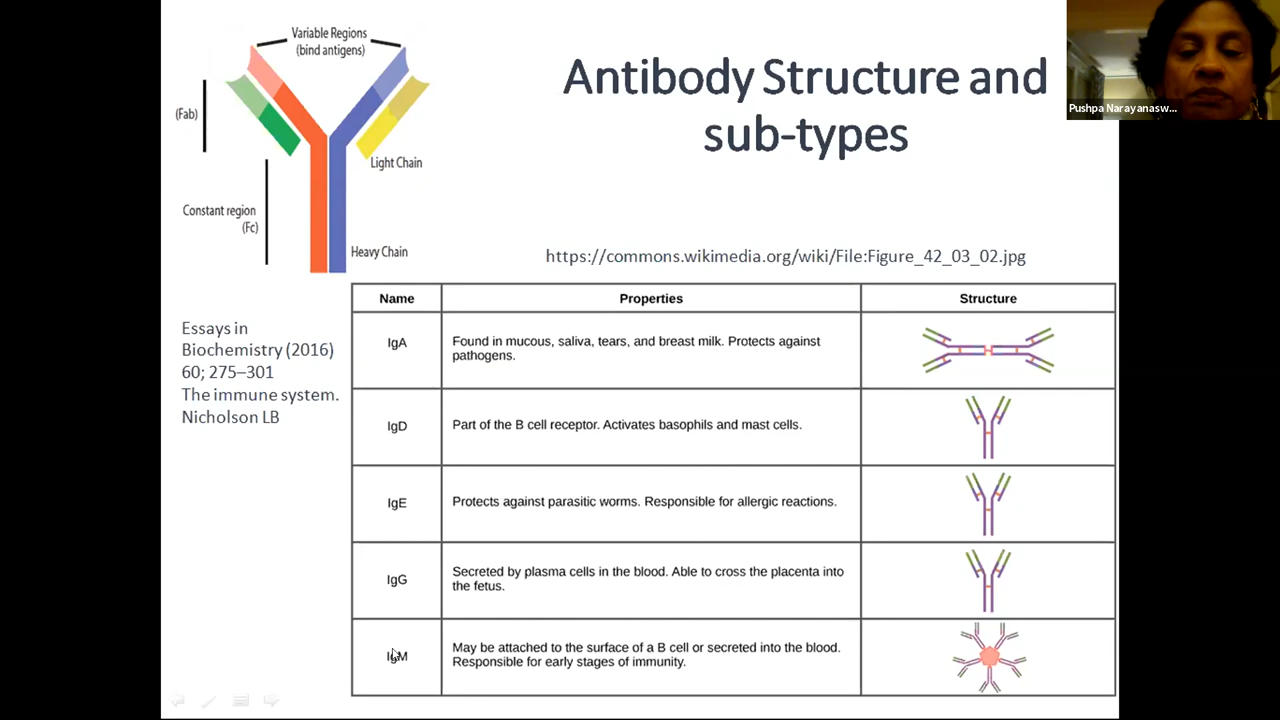 Variable Regions
(bind antigens)
(Fab)
Light Chain
Constant region
(Fc)
Heavy Chain
Antibody Structure and
sub-types
Pushpa Narayanasw...
https://commons.wikimedia.org/wiki/File:Figure_42_03_02.jpg
Essays in
Biochemistry (2016)
60; 275–301
The immune system.
Nicholson LB
Name Properties Structure
IgA
Found in mucous, saliva, tears, and breast milk. Protects against
pathogens.
IgD
Part of the B cell receptor. Activates basophils and mast cells.
IgE
Protects against parasitic worms. Responsible for allergic reactions.
IgG
Secreted by plasma cells in the blood. Able to cross the placenta into
the fetus.
IgM
May be attached to the surface of a B cell or secreted into the blood.
Responsible for early stages of immunity.